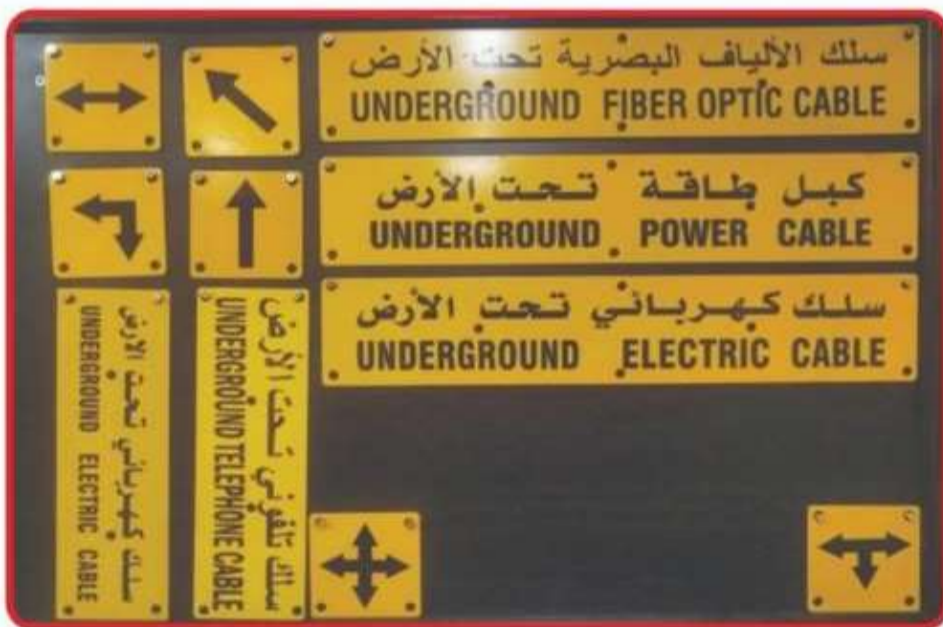 سلك الألياف البصرية تحت الأرض
UNDERGROUND FIBER OPTIC CABLE
كبل طاقة تحت الأرض
UNDERGROUND POWER CABLE
سلك كهربائي تحت الأرض
UNDERGROUND ELECTRIC CABLE
سلك تلفوني تحت الأرض
UNDERGROUND TELEPHONE CABLE
سلك كهربائي تحت الأرض
UNDERGROUND ELECTRIC CABLE